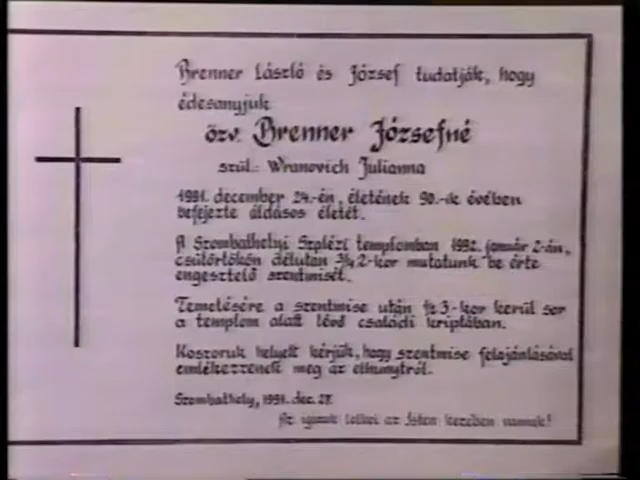 Brenner László és József tudatják, hogy
édesanyjuk
özv. Brenner Józsefné
szül.: Wranovich Julianna
1991. december 24.-én, életének 90.-ik évében
befejezte áldásos életét.
A Szombathelyi Szalézi templomban 1992. január 2-án,
csütörtökön délután 3/4 2-kor mutatunk be érte
engesztelő szentmisét.
Temetésére a szentmise után 1/2 3-kor kerül sor
a templom alatt lévő családi kriptában.
Koszorúk helyett kérjük, hogy szentmise felajánlásával
emlékezzenek meg az elhunytról.
Szombathely, 1991. dec. 27.
Az igazak lelkei az Isten kezében vannak!